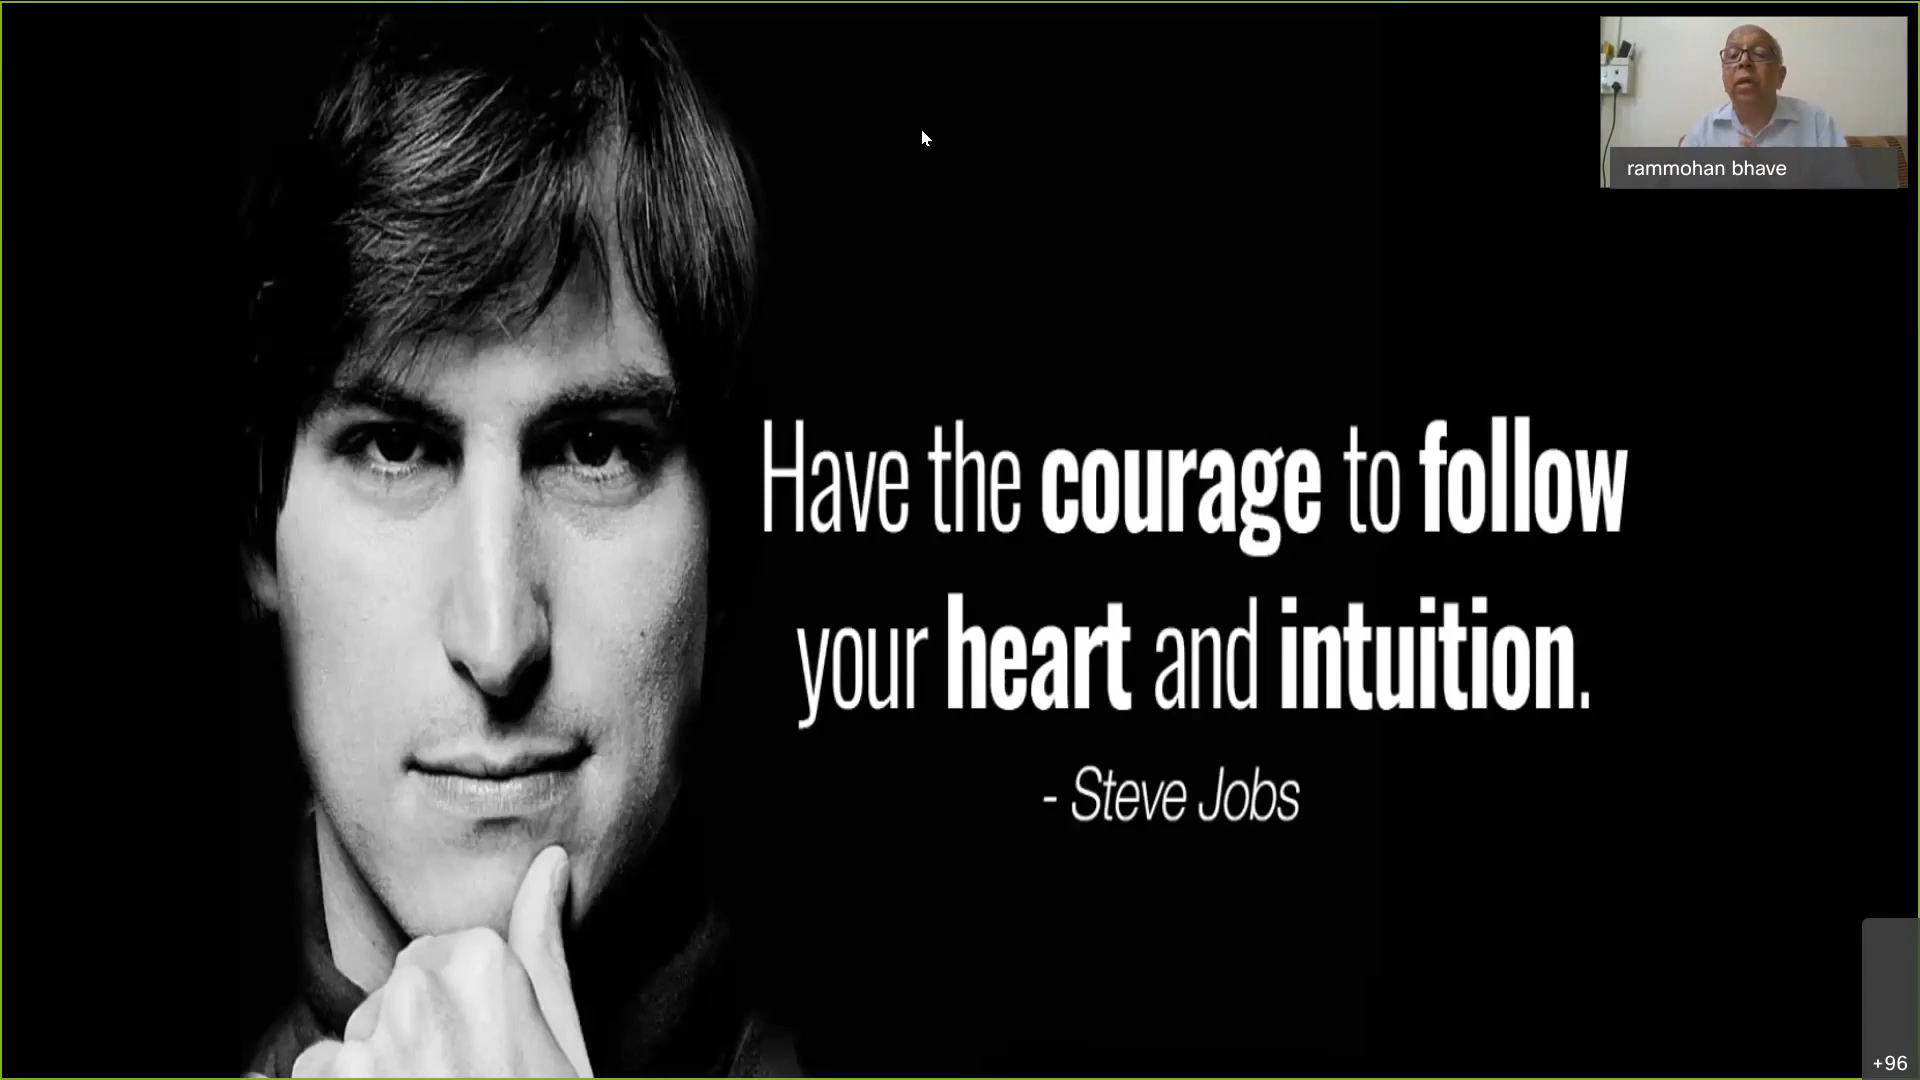 rammohan bhave
Have the courage to follow
your heart and intuition.
- Steve Jobs
+96